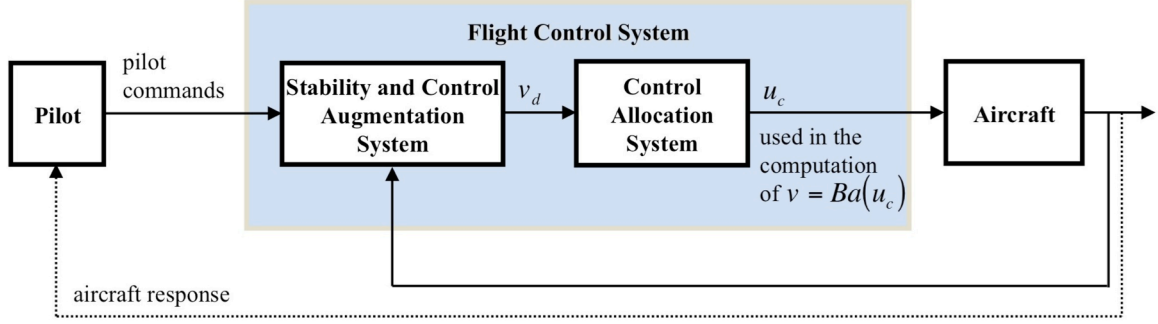 Flight Control System
pilot
commands
Pilot
Stability and Control
Augmentation
System
v_d
Control
Allocation
System
u_c
used in the
computation
of v = Ba(u_c)
Aircraft
aircraft response